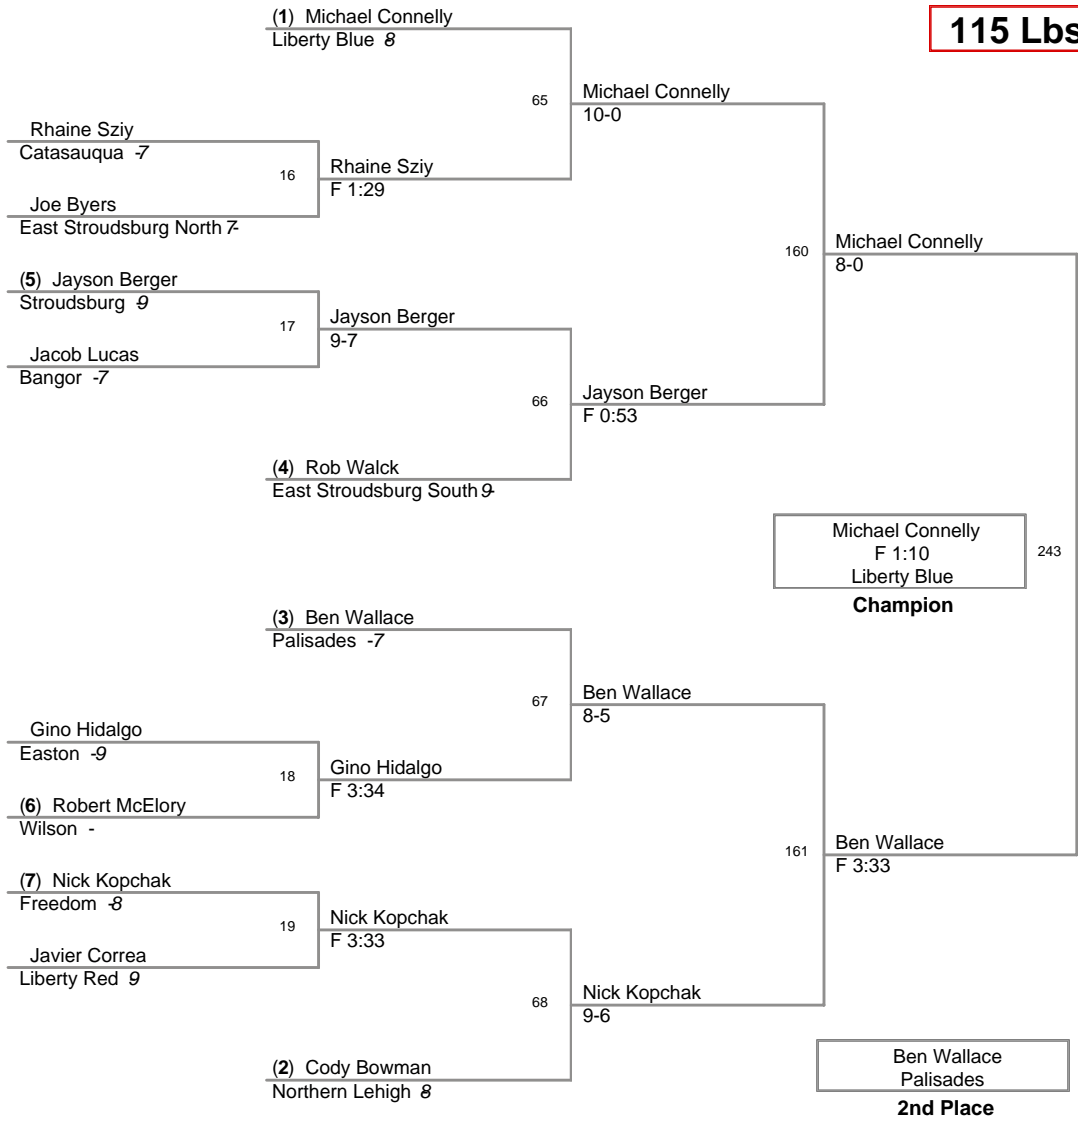 115 Lbs
(1) Michael Connelly
Liberty Blue 8
65
Michael Connelly
10-0
Rhaine Sziy
Catasauqua -7
16
Rhaine Sziy
F 1:29
Joe Byers
East Stroudsburg North 7-
160
Michael Connelly
8-0
(5) Jayson Berger
Stroudsburg 9
17
Jayson Berger
9-7
Jacob Lucas
Bangor -7
66
Jayson Berger
F 0:53
(4) Rob Walck
East Stroudsburg South 9-
Michael Connelly
F 1:10
Liberty Blue
243
Champion
(3) Ben Wallace
Palisades -7
67
Ben Wallace
8-5
Gino Hidalgo
Easton -9
18
Gino Hidalgo
F 3:34
(6) Robert McElory
Wilson -
161
Ben Wallace
F 3:33
(7) Nick Kopchak
Freedom -8
19
Nick Kopchak
F 3:33
Javier Correa
Liberty Red 9
68
Nick Kopchak
9-6
(2) Cody Bowman
Northern Lehigh 8
Ben Wallace
Palisades
2nd Place